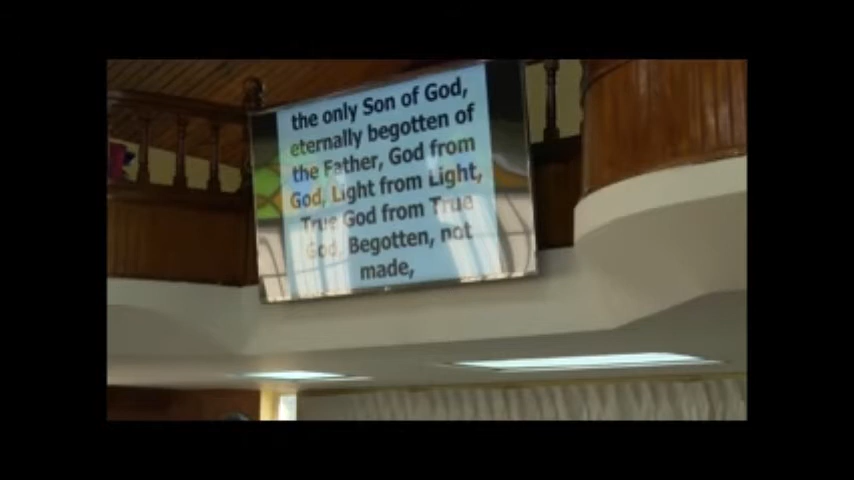 the only Son of God,
eternally begotten of
the Father, God from
God, Light from Light,
True God from True
God, Begotten, not
made,